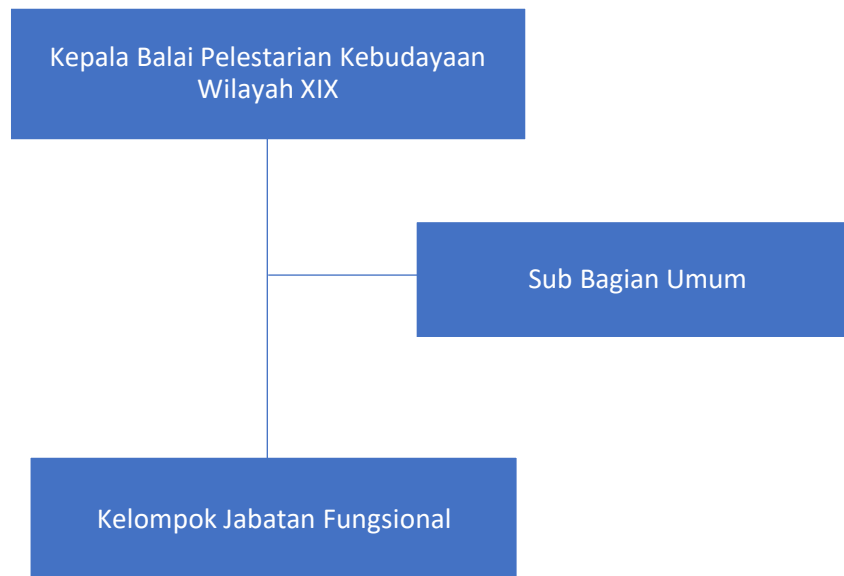 Kepala Balai Pelestarian Kebudayaan
Wilayah XIX
Sub Bagian Umum
Kelompok Jabatan Fungsional